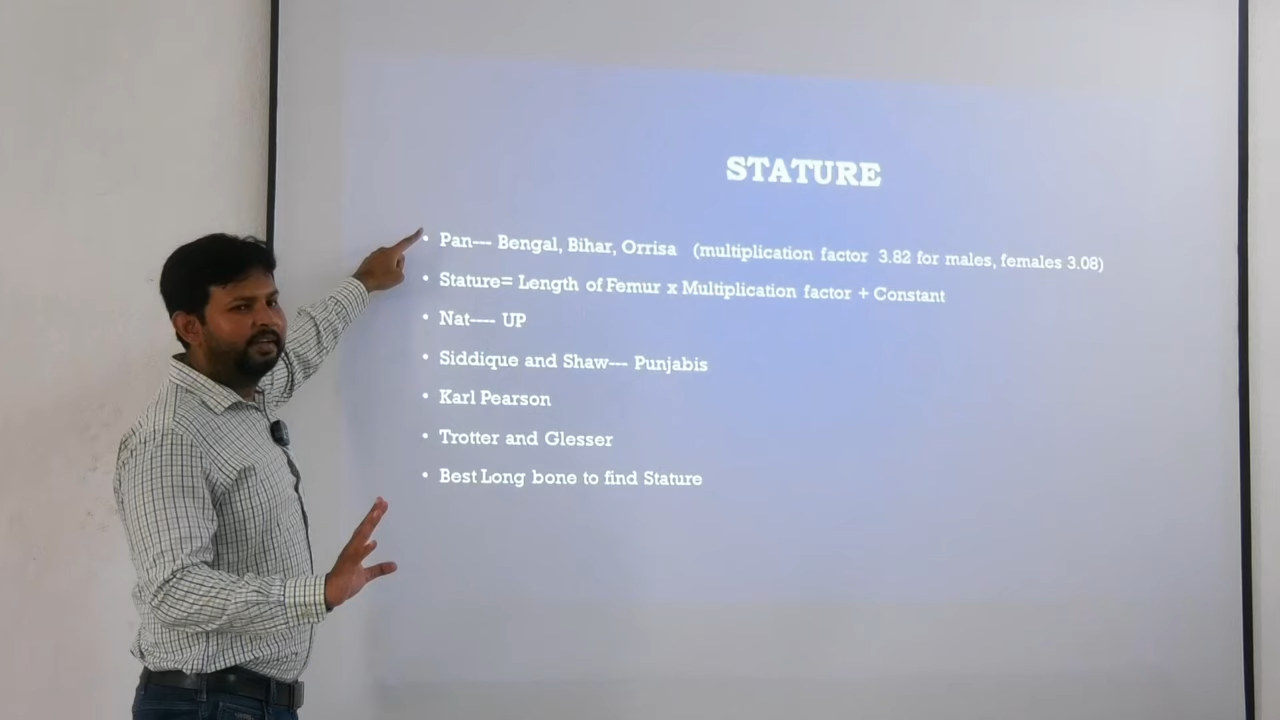 STATURE
• Pan--- Bengal, Bihar, Orrisa (multiplication factor 3.82 for males, females 3.08)
• Stature= Length of Femur x Multiplication factor + Constant
• Nat---- UP
• Siddique and Shaw--- Punjabis
• Karl Pearson
• Trotter and Glesser
• Best Long bone to find Stature